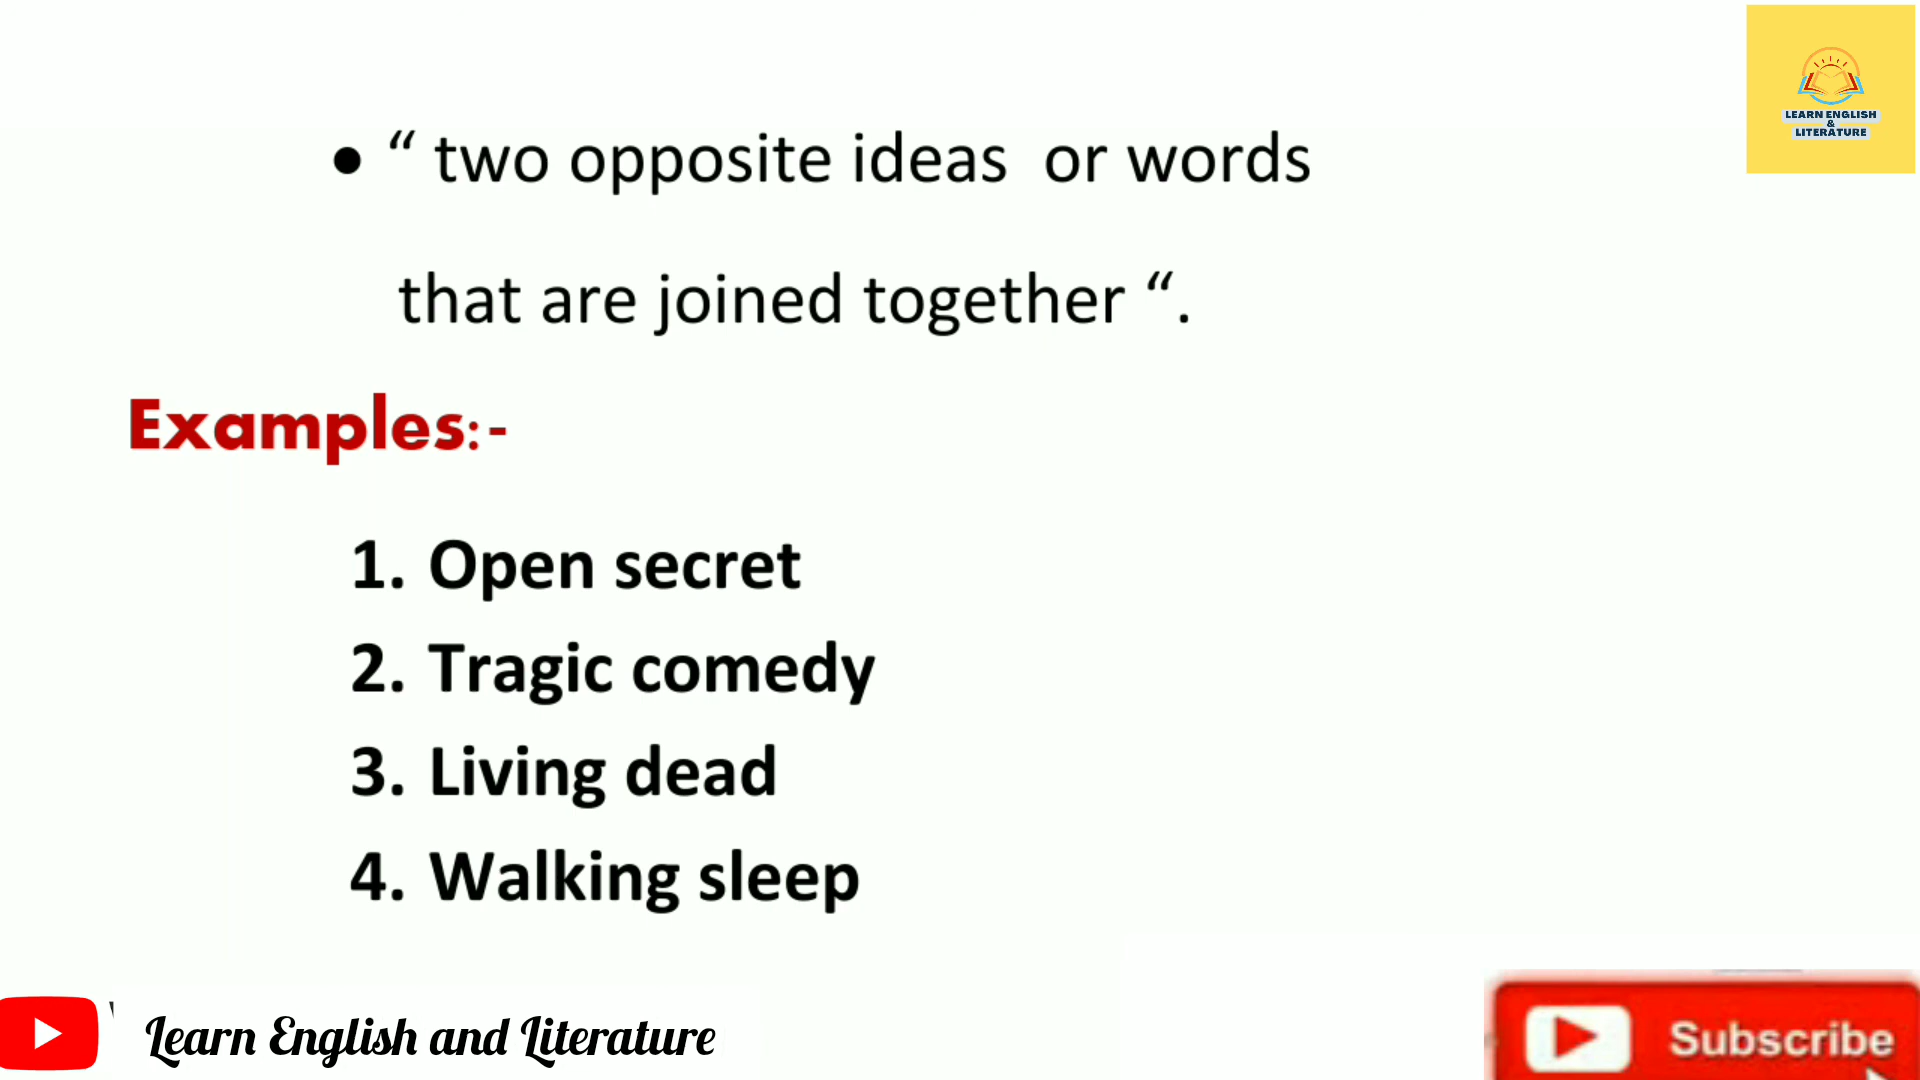 LEARN ENGLISH
&
LITERATURE
• “ two opposite ideas or words
that are joined together “.
Examples:-
1. Open secret
2. Tragic comedy
3. Living dead
4. Walking sleep
Learn English and Literature
Subscribe